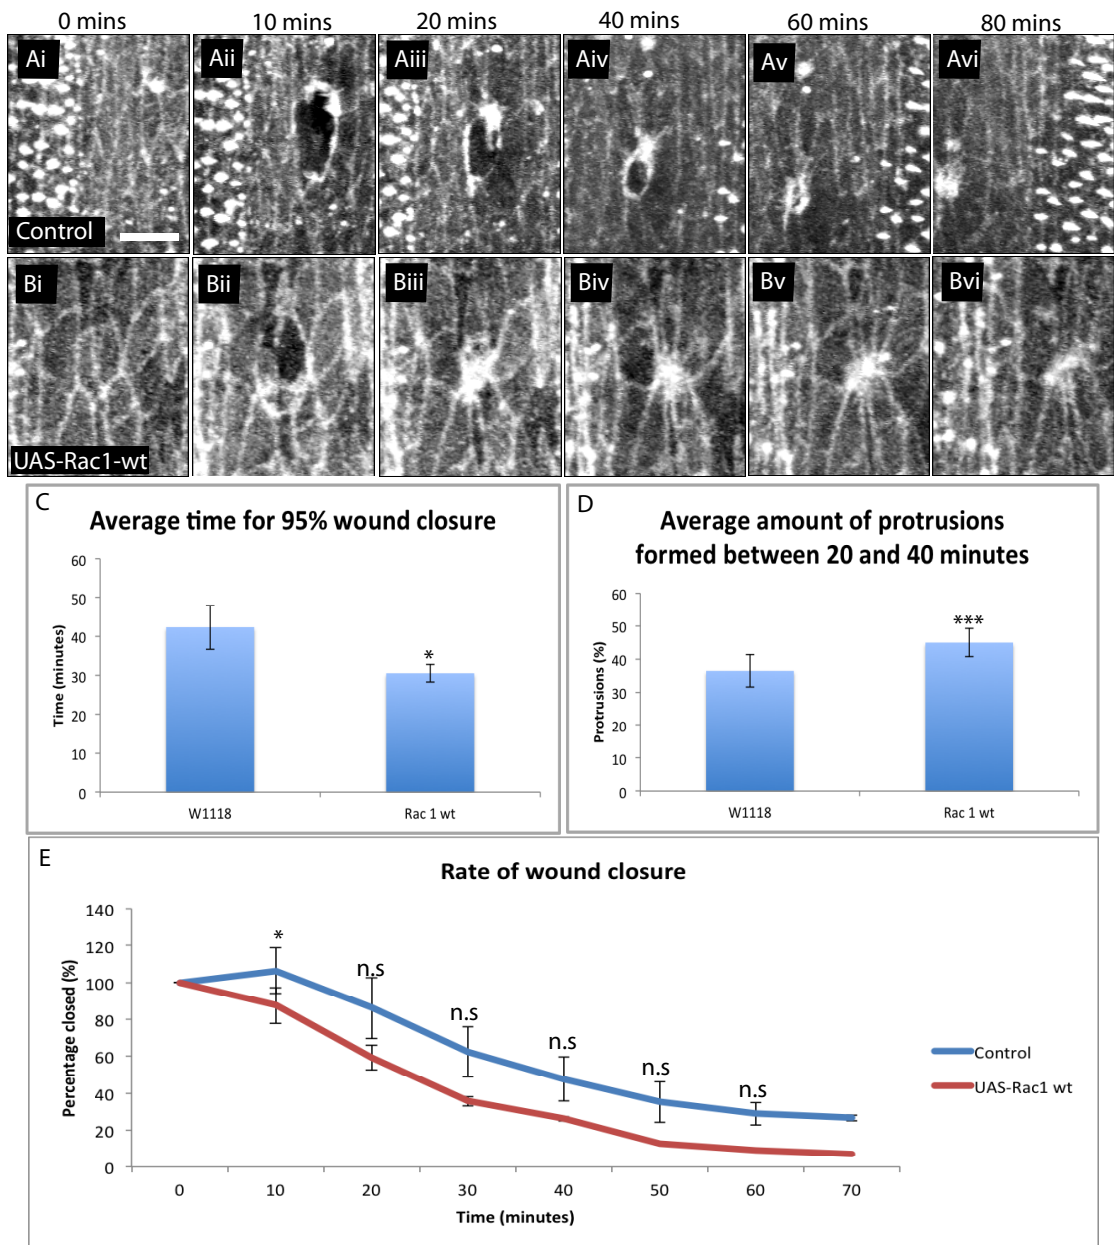 0 mins 10 mins 20 mins 40 mins 60 mins 80 mins
Ai Aii Aiii Aiv Av Avi
Control
Bi Bii Biii Biv Bv Bvi
UAS-Rac1-wt
C
Average time for 95% wound closure
60
50
40
30
20
10
0
Time (minutes)
*
W1118 Rac 1 wt
D
Average amount of protrusions
formed between 20 and 40 minutes
60
50
40
30
20
10
0
Protrusions (%)
***
W1118 Rac 1 wt
E
Rate of wound closure
140
120
100
80
60
40
20
0
Percentage closed (%)
* n.s n.s n.s n.s n.s
0 10 20 30 40 50 60 70
Time (minutes)
Control
UAS-Rac1 wt